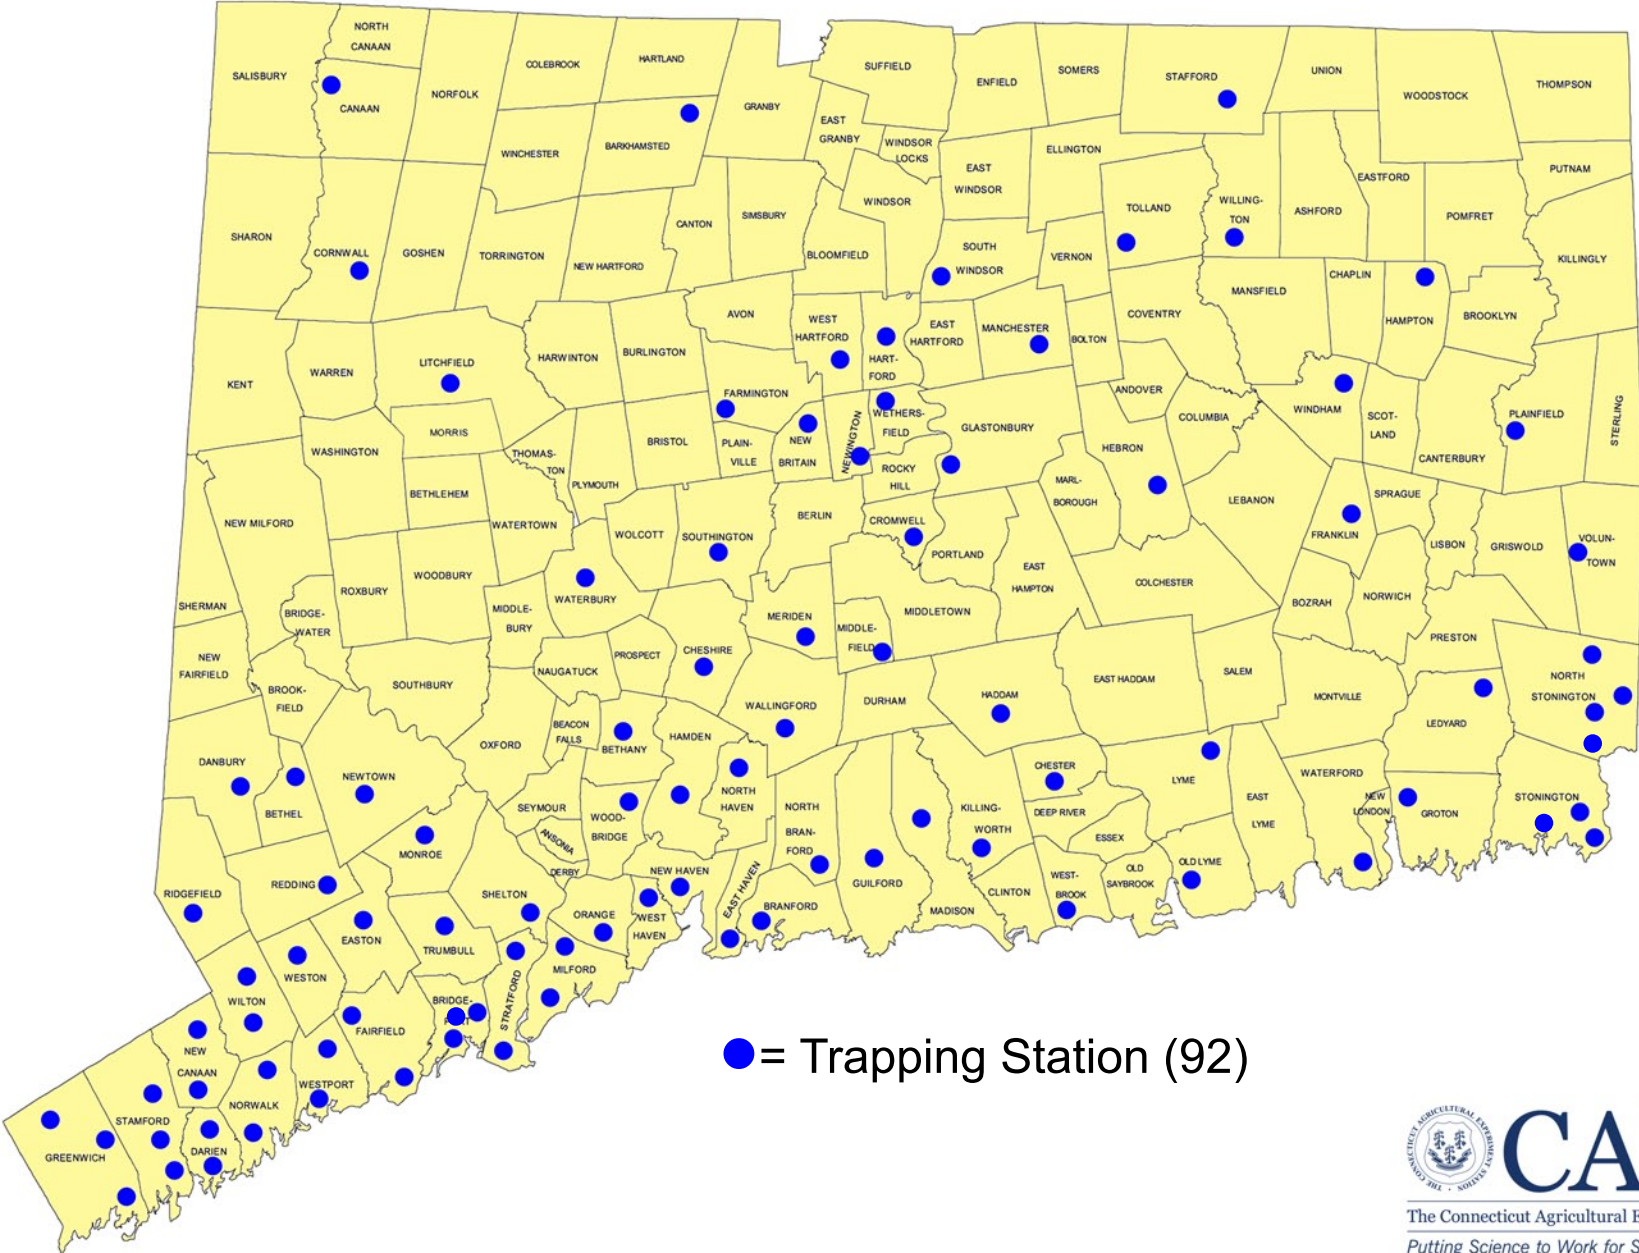 NORTH
CANAAN
SALISBURY
CANAAN
NORFOLK
COLEBROOK
HARTLAND
WINCHESTER
BARKHAMSTED
GRANBY
SUFFIELD
EAST
GRANBY
WINDSOR
LOCKS
ENFIELD
SOMERS
STAFFORD
UNION
WOODSTOCK
THOMPSON
EAST
WINDSOR
ELLINGTON
EASTFORD
PUTNAM
SHARON
CORNWALL
GOSHEN
TORRINGTON
NEW HARTFORD
CANTON
SIMSBURY
BLOOMFIELD
WINDSOR
SOUTH
WINDSOR
VERNON
TOLLAND
WILLING-
TON
ASHFORD
POMFRET
KILLINGLY
MANSFIELD
CHAPLIN
HAMPTON
BROOKLYN
KENT
WARREN
LITCHFIELD
HARWINTON
BURLINGTON
AVON
WEST
HARTFORD
HART-
FORD
EAST
HARTFORD
MANCHESTER
BOLTON
COVENTRY
ANDOVER
COLUMBIA
WINDHAM
SCOT-
LAND
CANTERBURY
PLAINFIELD
STERLING
WASHINGTON
MORRIS
BETHLEHEM
THOMAS-
TON
PLYMOUTH
BRISTOL
FARMINGTON
PLAIN-
VILLE
NEW
BRITAIN
NEWINGTON
WETHERS-
FIELD
ROCKY
HILL
GLASTONBURY
MARL-
BOROUGH
HEBRON
LEBANON
FRANKLIN
SPRAGUE
LISBON
GRISWOLD
VOLUN-
TOWN
NEW MILFORD
WATERTOWN
WOLCOTT
SOUTHINGTON
BERLIN
CROMWELL
PORTLAND
EAST
HAMPTON
COLCHESTER
BOZRAH
NORWICH
PRESTON
SHERMAN
BRIDGE-
WATER
ROXBURY
WOODBURY
MIDDLE-
BURY
WATERBURY
MERIDEN
MIDDLE-
FIELD
MIDDLETOWN
NEW
FAIRFIELD
BROOK-
FIELD
SOUTHBURY
NAUGATUCK
PROSPECT
CHESHIRE
WALLINGFORD
DURHAM
HADDAM
EAST HADDAM
SALEM
MONTVILLE
LEDYARD
NORTH
STONINGTON
DANBURY
BETHEL
NEWTOWN
OXFORD
BEACON
FALLS
BETHANY
HAMDEN
NORTH
HAVEN
CHESTER
DEEP RIVER
ESSEX
LYME
EAST
LYME
WATERFORD
NEW
LONDON
GROTON
STONINGTON
SEYMOUR
ANSONIA
DERBY
WOOD-
BRIDGE
NORTH
BRAN-
FORD
GUILFORD
MADISON
KILLING-
WORTH
CLINTON
WEST-
BROOK
OLD
SAYBROOK
OLD LYME
RIDGEFIELD
REDDING
MONROE
SHELTON
ORANGE
NEW HAVEN
WEST
HAVEN
EAST HAVEN
BRANFORD
EASTON
TRUMBULL
MILFORD
STRATFORD
WESTON
WILTON
BRIDGE-
FAIRFIELD
NEW
CANAAN
NORWALK
WESTPORT
STAMFORD
DARIEN
GREENWICH
= Trapping Station (92)
THE CONNECTICUT AGRICULTURAL EXPERIMENT STATION
CA
The Connecticut Agricultural E
Putting Science to Work for S